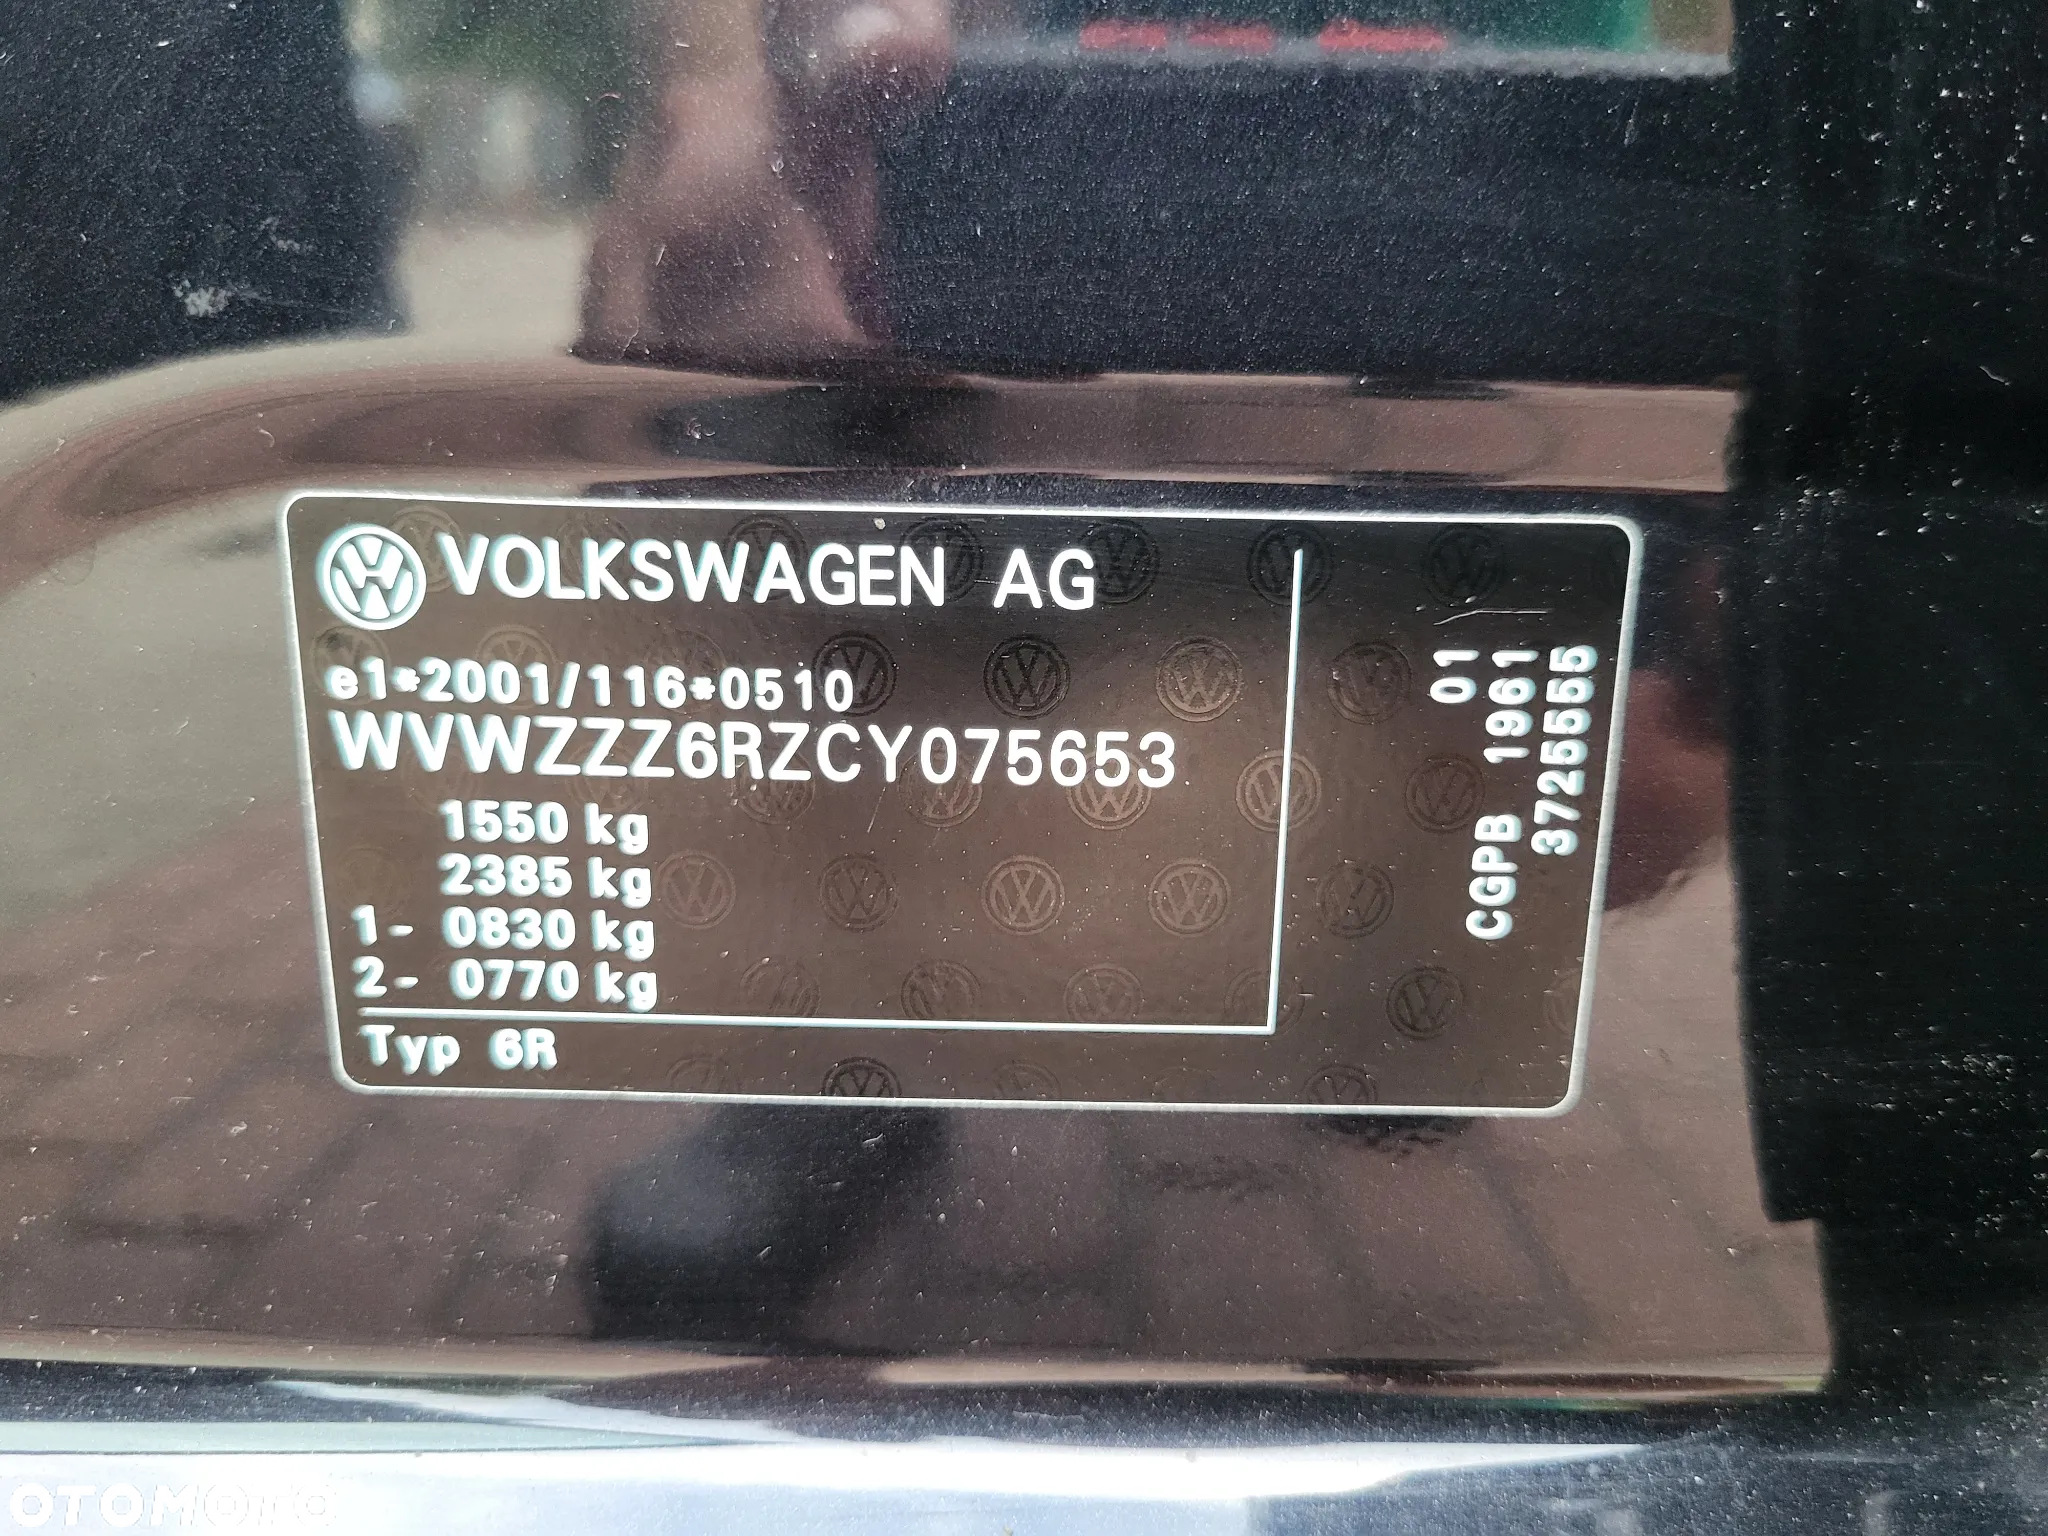 VOLKSWAGEN AG
e1*2001/116*0510
WVWZZZ6RZCY075653
1550 kg
2385 kg
1- 0830 kg
2- 0770 kg
Typ 6R
01
CGPB 1961
3725555
OTOMOTO